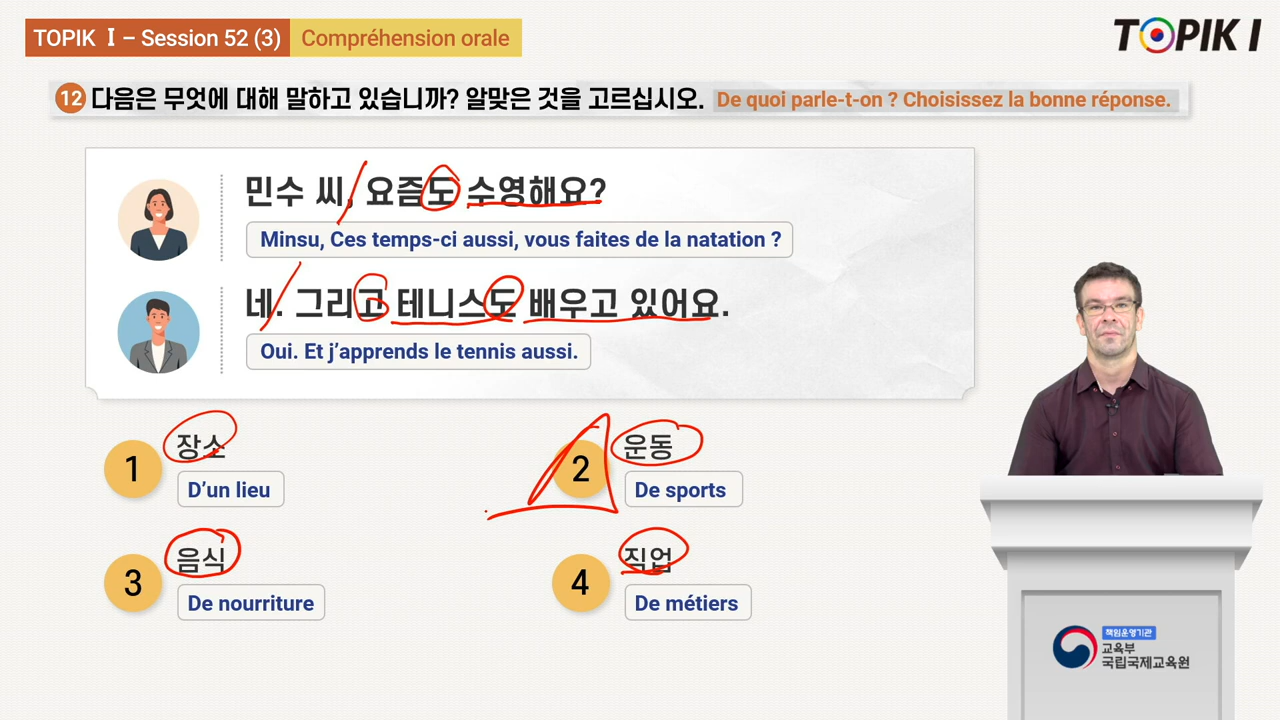 TOPIK I – Session 52 (3) Compréhension orale
TOPIK I
12 다음은 무엇에 대해 말하고 있습니까? 알맞은 것을 고르십시오. De quoi parle-t-on ? Choisissez la bonne réponse.
민수 씨, 요즘도 수영해요?
Minsu, Ces temps-ci aussi, vous faites de la natation ?
네. 그리고 테니스도 배우고 있어요.
Oui. Et j’apprends le tennis aussi.
1 장소
D’un lieu
2 운동
De sports
3 음식
De nourriture
4 직업
De métiers
책임운영기관
교육부
국립국제교육원